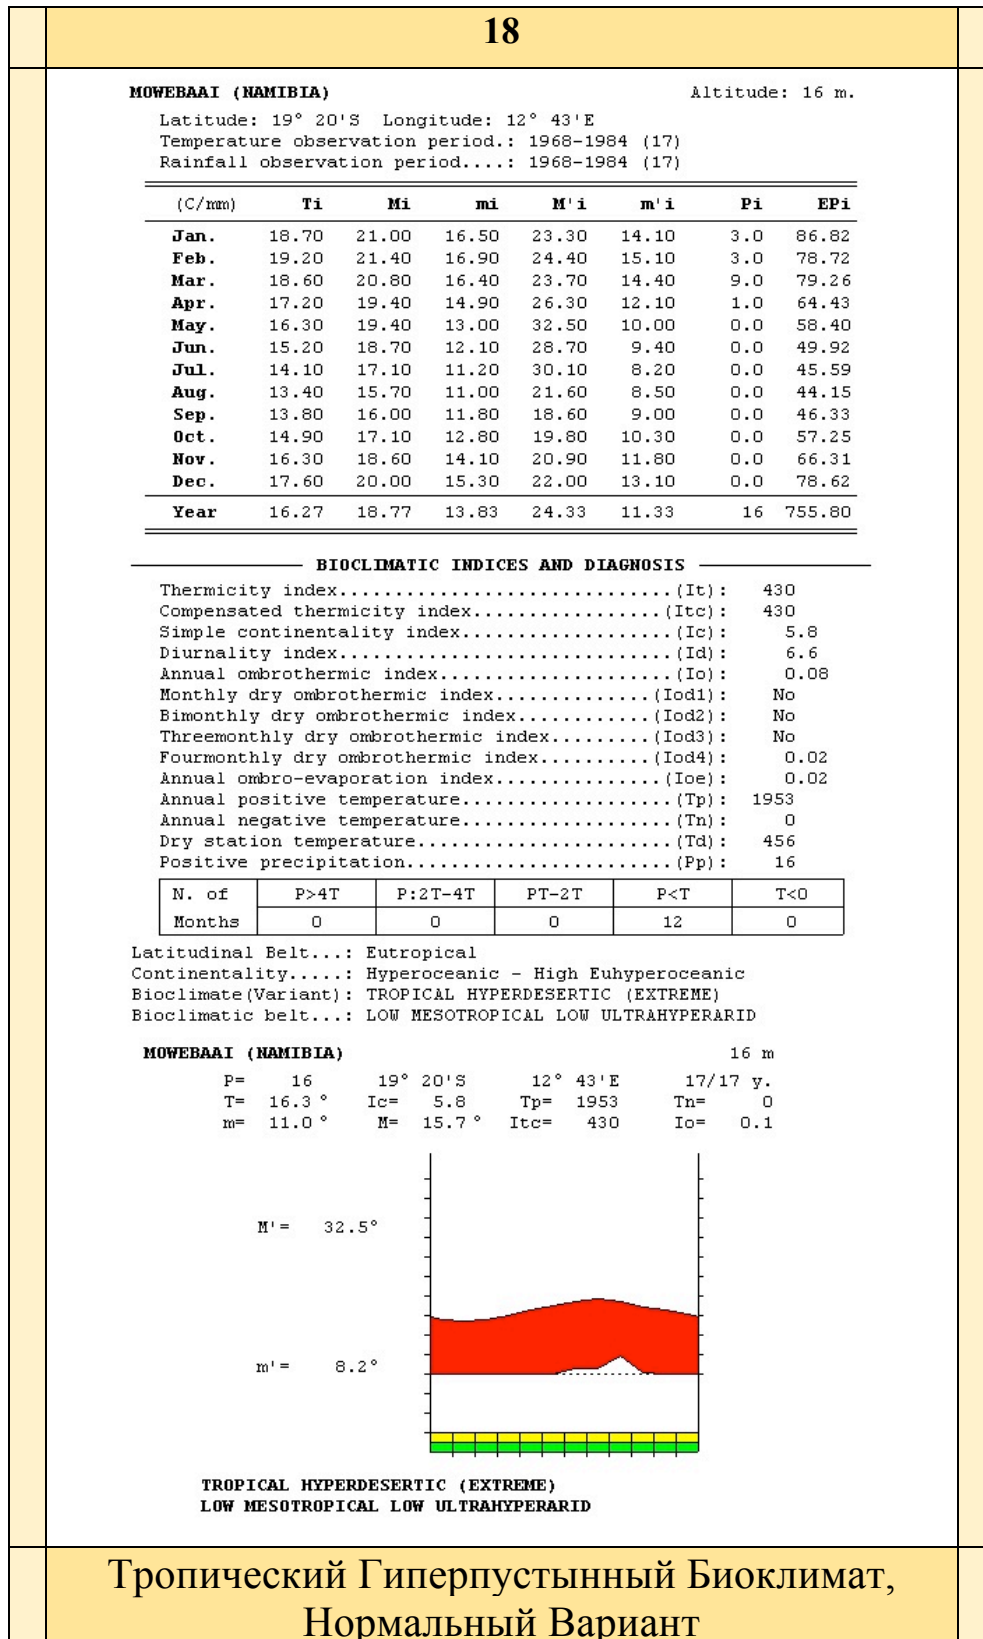 18
MOWEBAAI (NAMIBIA) Altitude: 16 m.
Latitude: 19° 20'S Longitude: 12° 43'E
Temperature observation period.: 1968-1984 (17)
Rainfall observation period....: 1968-1984 (17)
(C/mm) Ti Mi mi M'i m'i Pi EPi
Jan. 18.70 21.00 16.50 23.30 14.10 3.0 86.82
Feb. 19.20 21.40 16.90 24.40 15.10 3.0 78.72
Mar. 18.60 20.80 16.40 23.70 14.40 9.0 79.26
Apr. 17.20 19.40 14.90 26.30 12.10 1.0 64.43
May. 16.30 19.40 13.00 32.50 10.00 0.0 58.40
Jun. 15.20 18.70 12.10 28.70 9.40 0.0 49.92
Jul. 14.10 17.10 11.20 30.10 8.20 0.0 45.59
Aug. 13.40 15.70 11.00 21.60 8.50 0.0 44.15
Sep. 13.80 16.00 11.80 18.60 9.00 0.0 46.33
Oct. 14.90 17.10 12.80 19.80 10.30 0.0 57.25
Nov. 16.30 18.60 14.10 20.90 11.80 0.0 66.31
Dec. 17.60 20.00 15.30 22.00 13.10 0.0 78.62
Year 16.27 18.77 13.83 24.33 11.33 16 755.80
BIOCLIMATIC INDICES AND DIAGNOSIS
Thermicity index..............................(It): 430
Compensated thermicity index.................(Itc): 430
Simple continentality index...................(Ic): 5.8
Diurnality index..............................(Id): 6.6
Annual ombrothermic index.....................(Io): 0.08
Monthly dry ombrothermic index..............(Iod1): No
Bimonthly dry ombrothermic index............(Iod2): No
Threemonthly dry ombrothermic index.........(Iod3): No
Fourmonthly dry ombrothermic index..........(Iod4): 0.02
Annual ombro-evaporation index...............(Ioe): 0.02
Annual positive temperature...................(Tp): 1953
Annual negative temperature...................(Tn): 0
Dry station temperature.......................(Td): 456
Positive precipitation........................(Pp): 16
N. of P>4T P:2T-4T PT-2T P<T T<0
Months 0 0 0 12 0
Latitudinal Belt...: Eutropical
Continentality.....: Hyperoceanic - High Euhyperoceanic
Bioclimate(Variant): TROPICAL HYPERDESERTIC (EXTREME)
Bioclimatic belt...: LOW MESOTROPICAL LOW ULTRAHYPERARID
MOWEBAAI (NAMIBIA) 16 m
P= 16 19° 20'S 12° 43'E 17/17 y.
T= 16.3° Ic= 5.8 Tp= 1953 Tn= 0
m= 11.0° M= 15.7° Itc= 430 Io= 0.1
M'= 32.5°
m'= 8.2°
TROPICAL HYPERDESERTIC (EXTREME)
LOW MESOTROPICAL LOW ULTRAHYPERARID
Тропический Гиперпустынный Биоклимат,
Нормальный Вариант